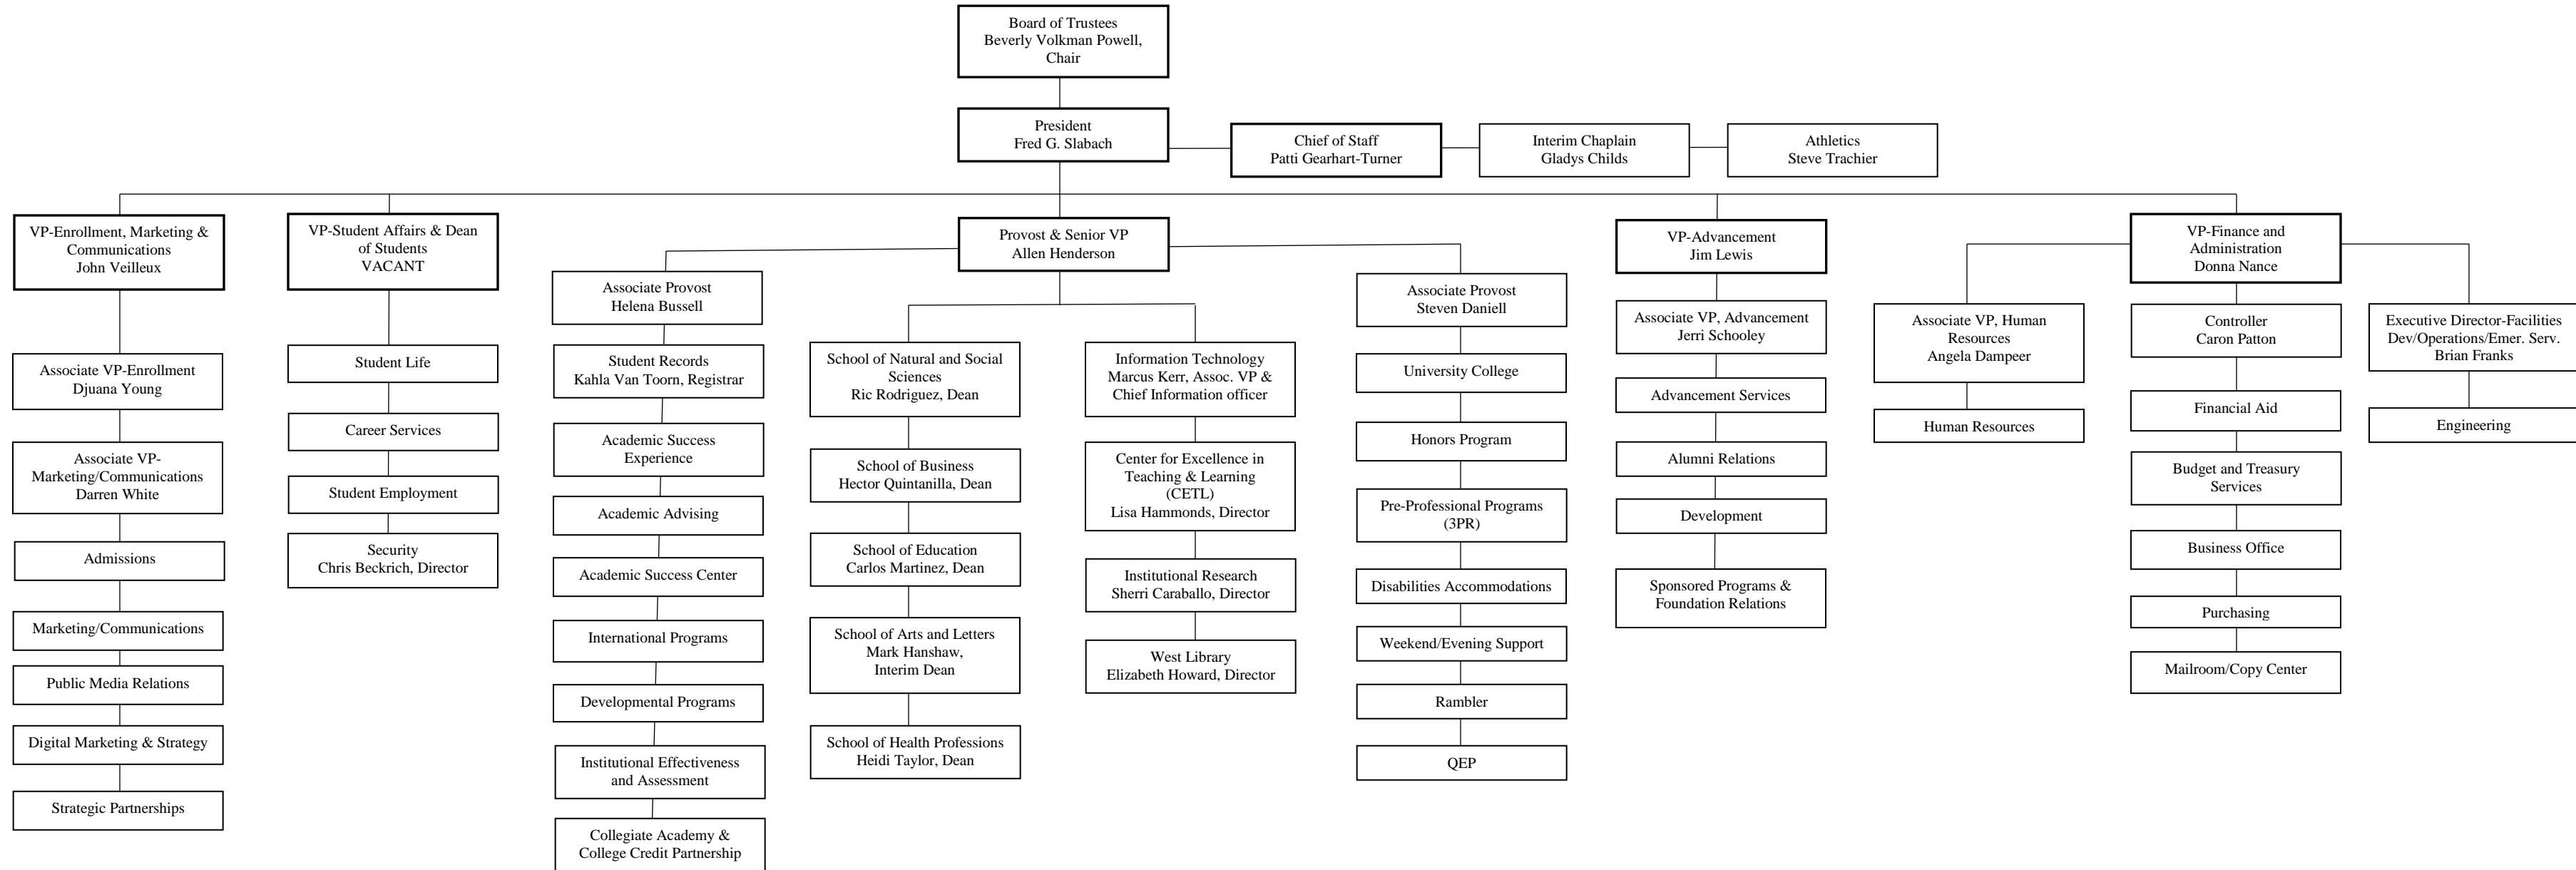 Board of Trustees
Beverly Volkman Powell,
Chair
President
Fred G. Slabach
Chief of Staff
Patti Gearhart-Turner
Interim Chaplain
Gladys Childs
Athletics
Steve Trachier
VP-Enrollment, Marketing &
Communications
John Veilleux
Associate VP-Enrollment
Djuana Young
Associate VP-
Marketing/Communications
Darren White
Admissions
Marketing/Communications
Public Media Relations
Digital Marketing & Strategy
Strategic Partnerships
VP-Student Affairs & Dean
of Students
VACANT
Student Life
Career Services
Student Employment
Security
Chris Beckrich, Director
Provost & Senior VP
Allen Henderson
Associate Provost
Helena Bussell
Student Records
Kahla Van Toorn, Registrar
Academic Success
Experience
Academic Advising
Academic Success Center
International Programs
Developmental Programs
Institutional Effectiveness
and Assessment
Collegiate Academy &
College Credit Partnership
School of Natural and Social
Sciences
Ric Rodriguez, Dean
School of Business
Hector Quintanilla, Dean
School of Education
Carlos Martinez, Dean
School of Arts and Letters
Mark Hanshaw,
Interim Dean
School of Health Professions
Heidi Taylor, Dean
Information Technology
Marcus Kerr, Assoc. VP &
Chief Information officer
Center for Excellence in
Teaching & Learning
(CETL)
Lisa Hammonds, Director
Institutional Research
Sherri Caraballo, Director
West Library
Elizabeth Howard, Director
Associate Provost
Steven Daniell
University College
Honors Program
Pre-Professional Programs
(3PR)
Disabilities Accommodations
Weekend/Evening Support
Rambler
QEP
VP-Advancement
Jim Lewis
Associate VP, Advancement
Jerri Schooley
Advancement Services
Alumni Relations
Development
Sponsored Programs &
Foundation Relations
VP-Finance and
Administration
Donna Nance
Associate VP, Human
Resources
Angela Dampeer
Human Resources
Controller
Caron Patton
Financial Aid
Budget and Treasury
Services
Business Office
Purchasing
Mailroom/Copy Center
Executive Director-Facilities
Dev/Operations/Emer. Serv.
Brian Franks
Engineering